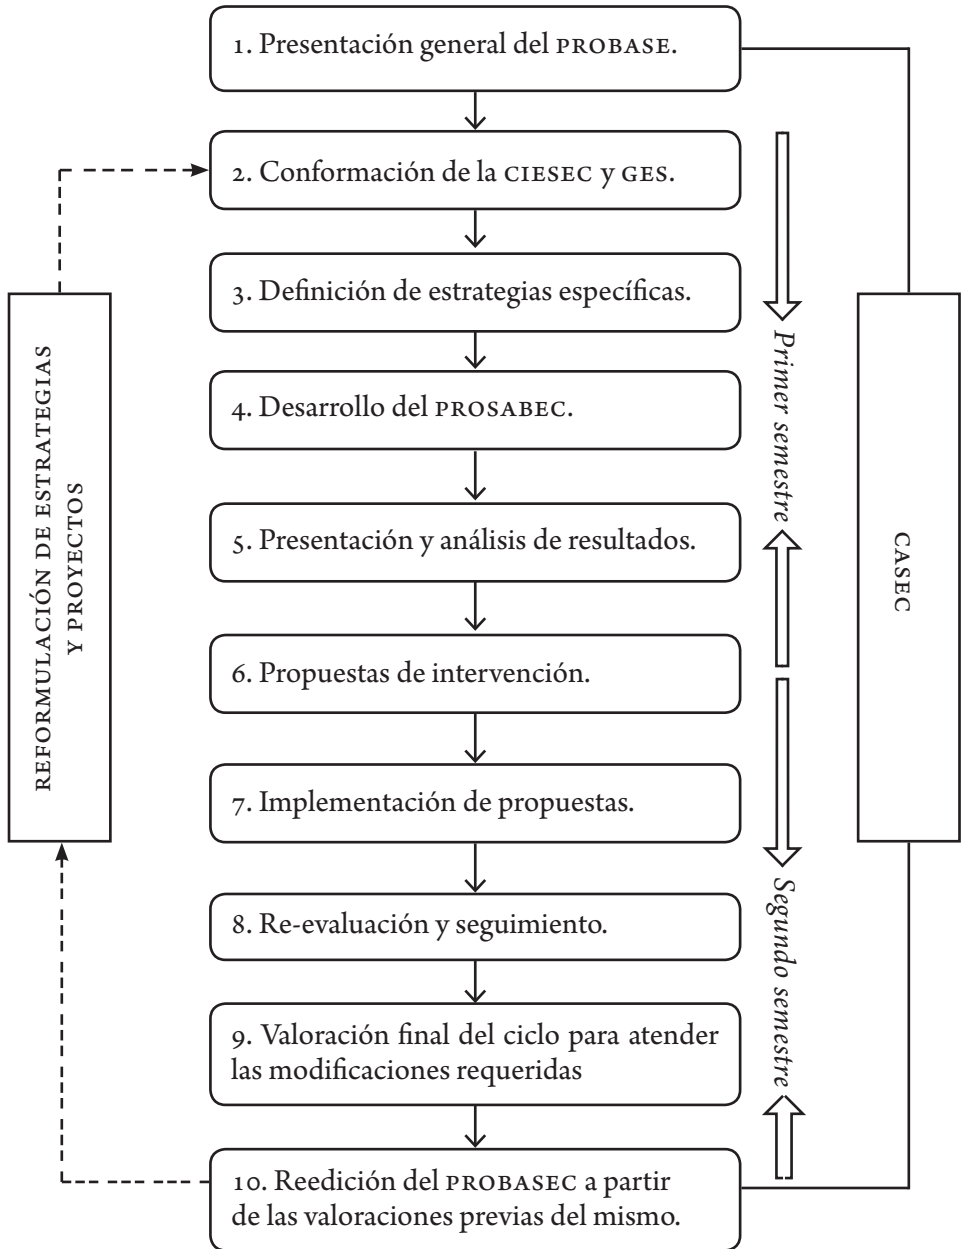 1. Presentación general del PROBASE.
2. Conformación de la CIESEC y GES.
3. Definición de estrategias específicas.
4. Desarrollo del PROSABEC.
5. Presentación y análisis de resultados.
6. Propuestas de intervención.
7. Implementación de propuestas.
8. Re-evaluación y seguimiento.
9. Valoración final del ciclo para atender
las modificaciones requeridas
10. Reedición del PROBASEC a partir
de las valoraciones previas del mismo.
REFORMULACIÓN DE ESTRATEGIAS
Y PROYECTOS
Primer semestre
Segundo semestre
CASEC